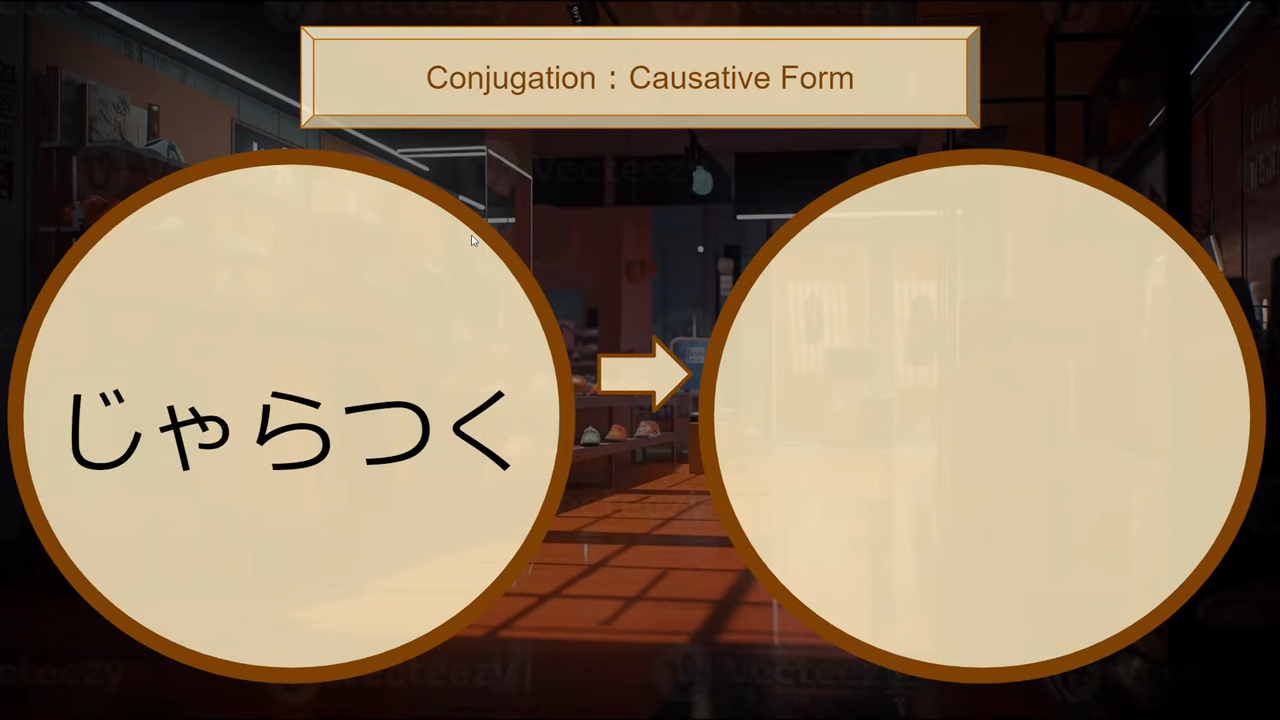 Conjugation：Causative Form
じゃらつく